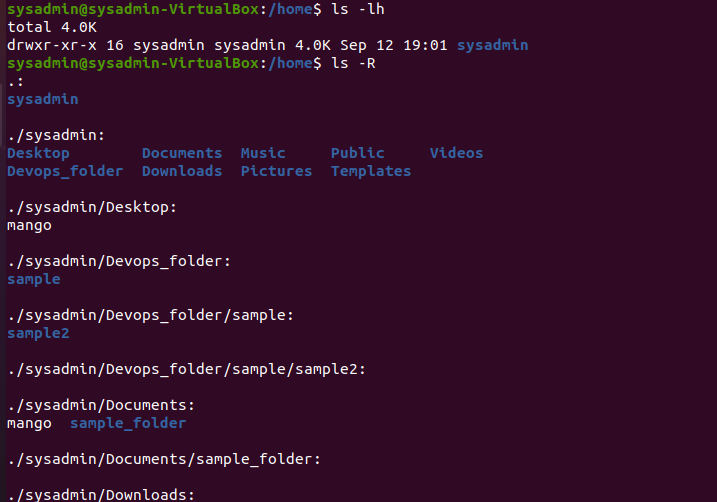 sysadmin@sysadmin-VirtualBox:/home$ ls -lh
total 4.0K
drwxr-xr-x 16 sysadmin sysadmin 4.0K Sep 12 19:01 sysadmin
sysadmin@sysadmin-VirtualBox:/home$ ls -R
.:
sysadmin

./sysadmin:
Desktop        Documents  Music     Public     Videos
Devops_folder  Downloads  Pictures  Templates

./sysadmin/Desktop:
mango

./sysadmin/Devops_folder:
sample

./sysadmin/Devops_folder/sample:
sample2

./sysadmin/Devops_folder/sample/sample2:

./sysadmin/Documents:
mango  sample_folder

./sysadmin/Documents/sample_folder:

./sysadmin/Downloads: